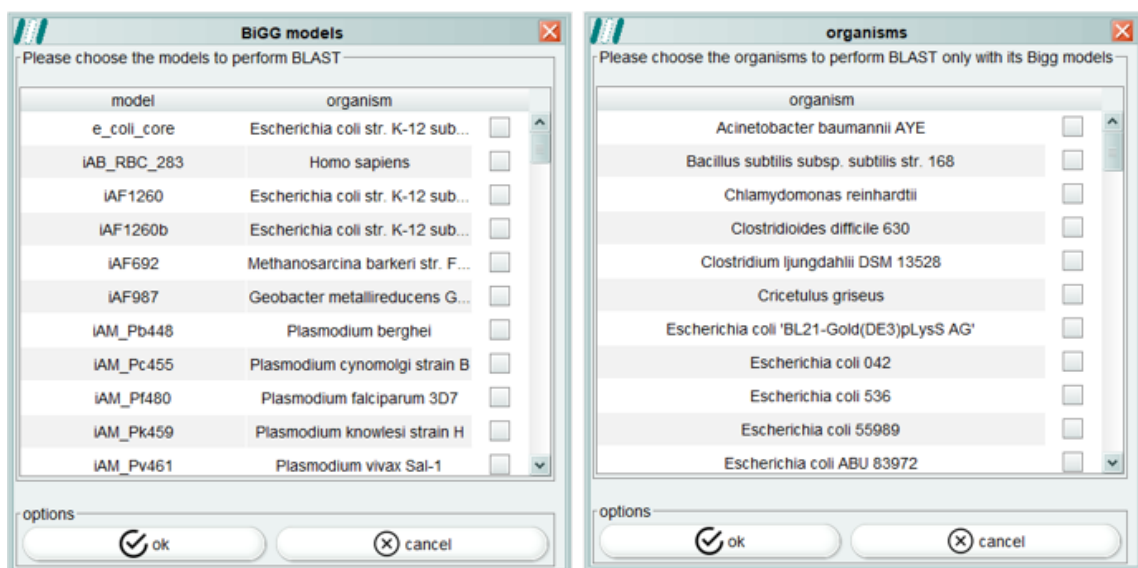 BiGG models
Please choose the models to perform BLAST
model organism
e_coli_core Escherichia coli str. K-12 sub...
iAB_RBC_283 Homo sapiens
iAF1260 Escherichia coli str. K-12 sub...
iAF1260b Escherichia coli str. K-12 sub...
iAF692 Methanosarcina barkeri str. F...
iAF987 Geobacter metallireducens G...
iAM_Pb448 Plasmodium berghei
iAM_Pc455 Plasmodium cynomolgi strain B
iAM_Pf480 Plasmodium falciparum 3D7
iAM_Pk459 Plasmodium knowlesi strain H
iAM_Pv461 Plasmodium vivax Sal-1
options
ok cancel
organisms
Please choose the organisms to perform BLAST only with its Bigg models
organism
Acinetobacter baumannii AYE
Bacillus subtilis subsp. subtilis str. 168
Chlamydomonas reinhardtii
Clostridioides difficile 630
Clostridium ljungdahlii DSM 13528
Cricetulus griseus
Escherichia coli 'BL21-Gold(DE3)pLysS AG'
Escherichia coli 042
Escherichia coli 536
Escherichia coli 55989
Escherichia coli ABU 83972
options
ok cancel